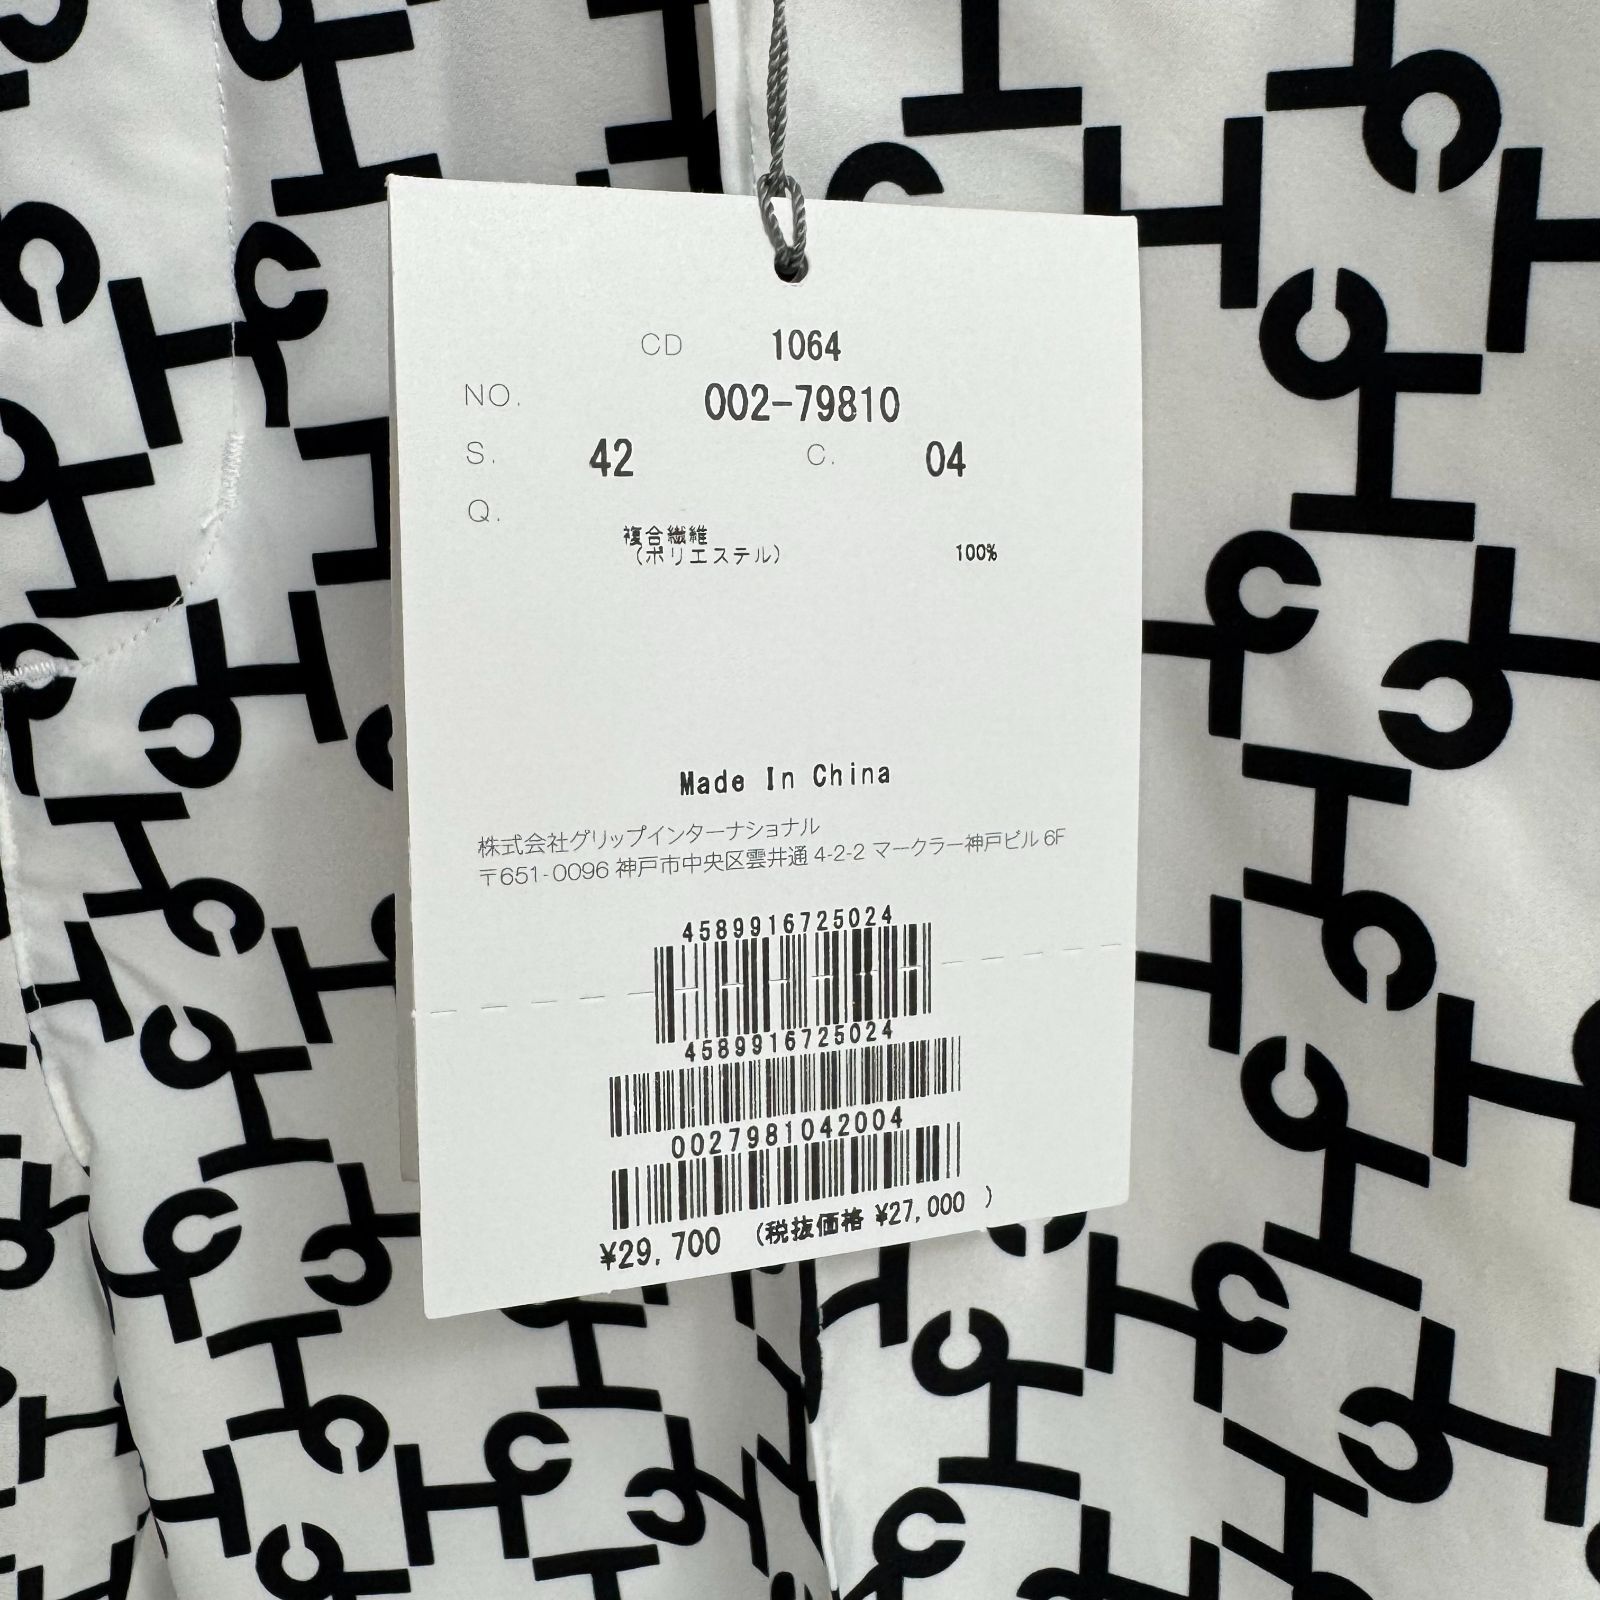 CD 1064
NO. 002-79810
S. 42 C. 04
Q.
複合繊維
(ポリエステル) 100%
Made In China
株式会社グリップインターナショナル
〒651-0096 神戸市中央区雲井通 4-2-2 マークラー神戸ビル 6F
4589916725024
4589916725024
0027981042004
¥29,700 (税抜価格 ¥27,000 )